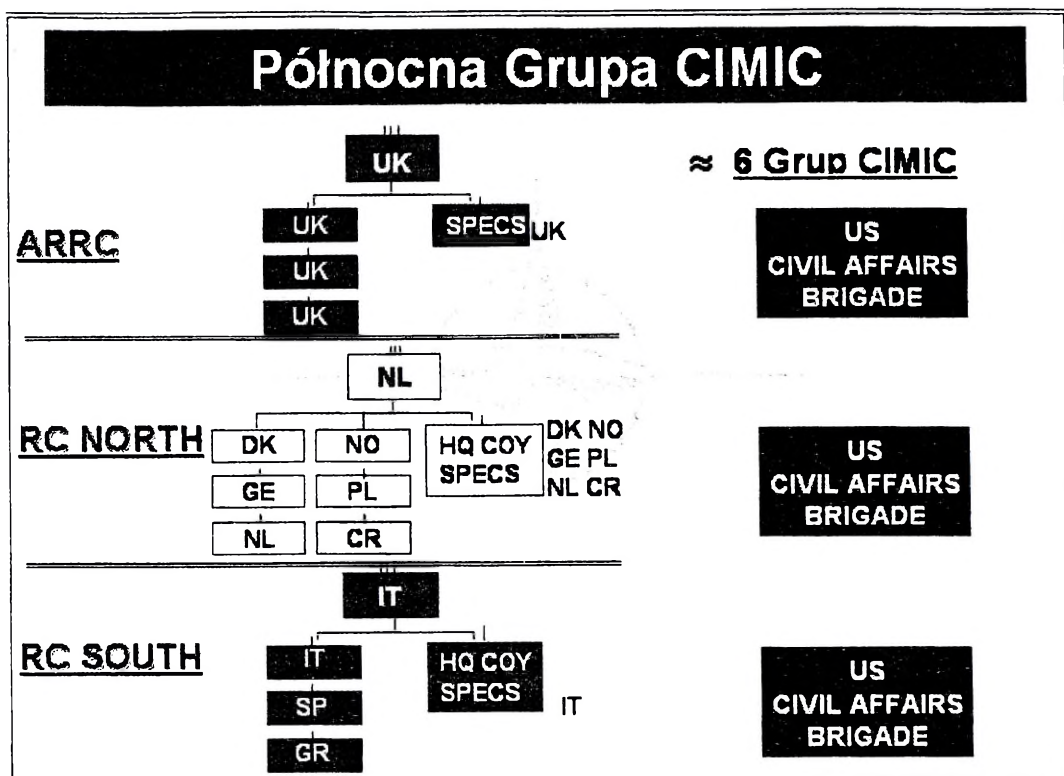 Północna Grupa CIMIC
UK
≈ 6 Grup CIMIC
ARRC
UK
SPECS UK
UK
UK
US
CIVIL AFFAIRS
BRIGADE
NL
RC NORTH
DK
NO
GE
PL
NL
CR
HQ COY
SPECS
DK NO
GE PL
NL CR
US
CIVIL AFFAIRS
BRIGADE
IT
RC SOUTH
IT
SP
GR
HQ COY
SPECS
IT
US
CIVIL AFFAIRS
BRIGADE